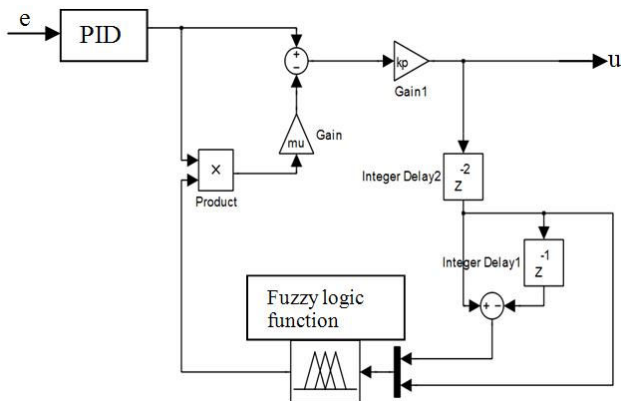 e
PID
+
−
kp
u
Gain1
mu
Gain
×
Product
Integer Delay2
-2
Z
Integer Delay1
-1
Z
+ −
Fuzzy logic
function